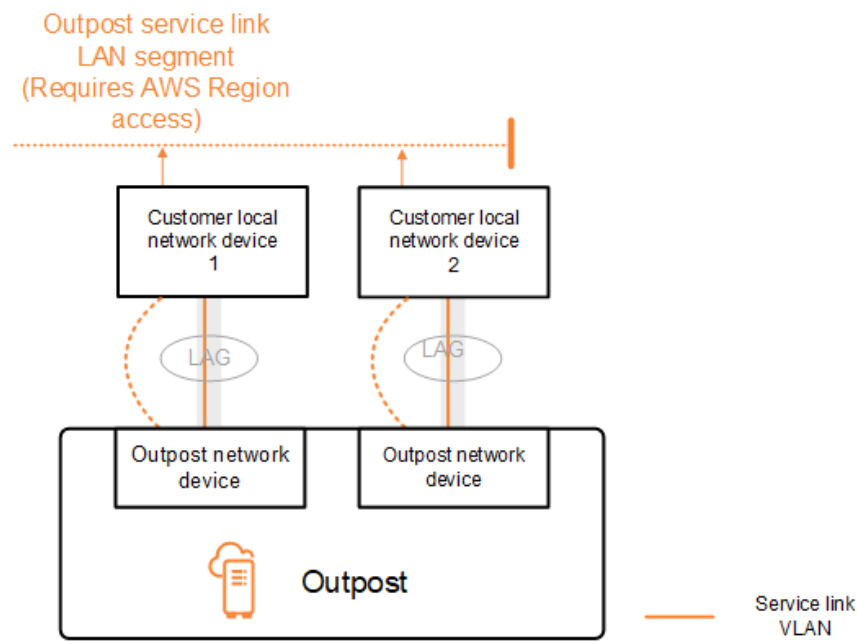 Outpost service link
LAN segment
(Requires AWS Region
access)
Customer local
network device
1
Customer local
network device
2
LAG
LAG
Outpost network
device
Outpost network
device
Outpost
Service link
VLAN